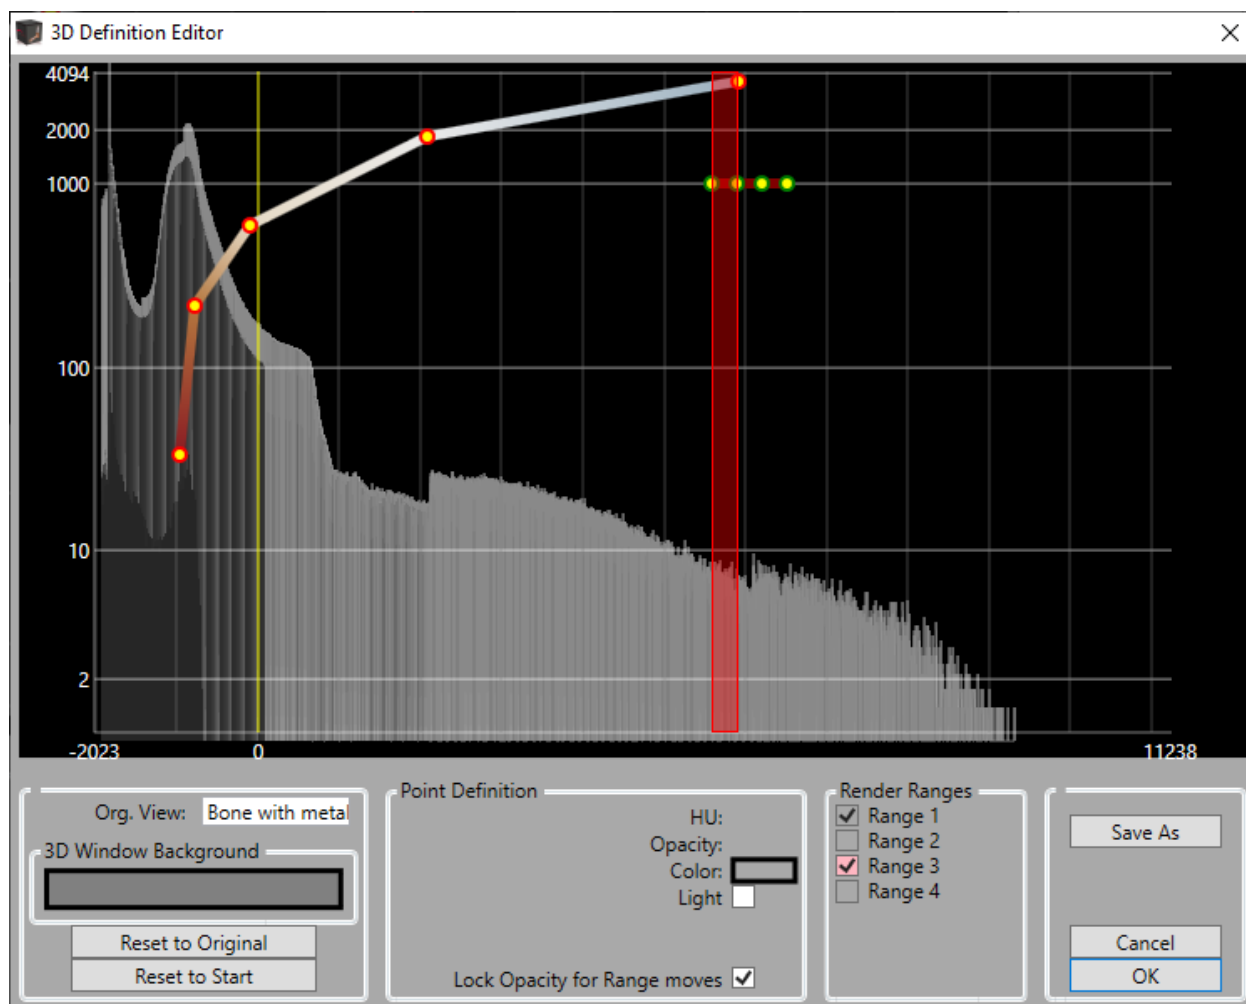 3D Definition Editor
4094
2000
1000
100
10
2
-2023 0 11238
Org. View: Bone with metal
3D Window Background
Reset to Original
Reset to Start
Point Definition
HU:
Opacity:
Color:
Light
Lock Opacity for Range moves
Render Ranges
Range 1
Range 2
Range 3
Range 4
Save As
Cancel
OK